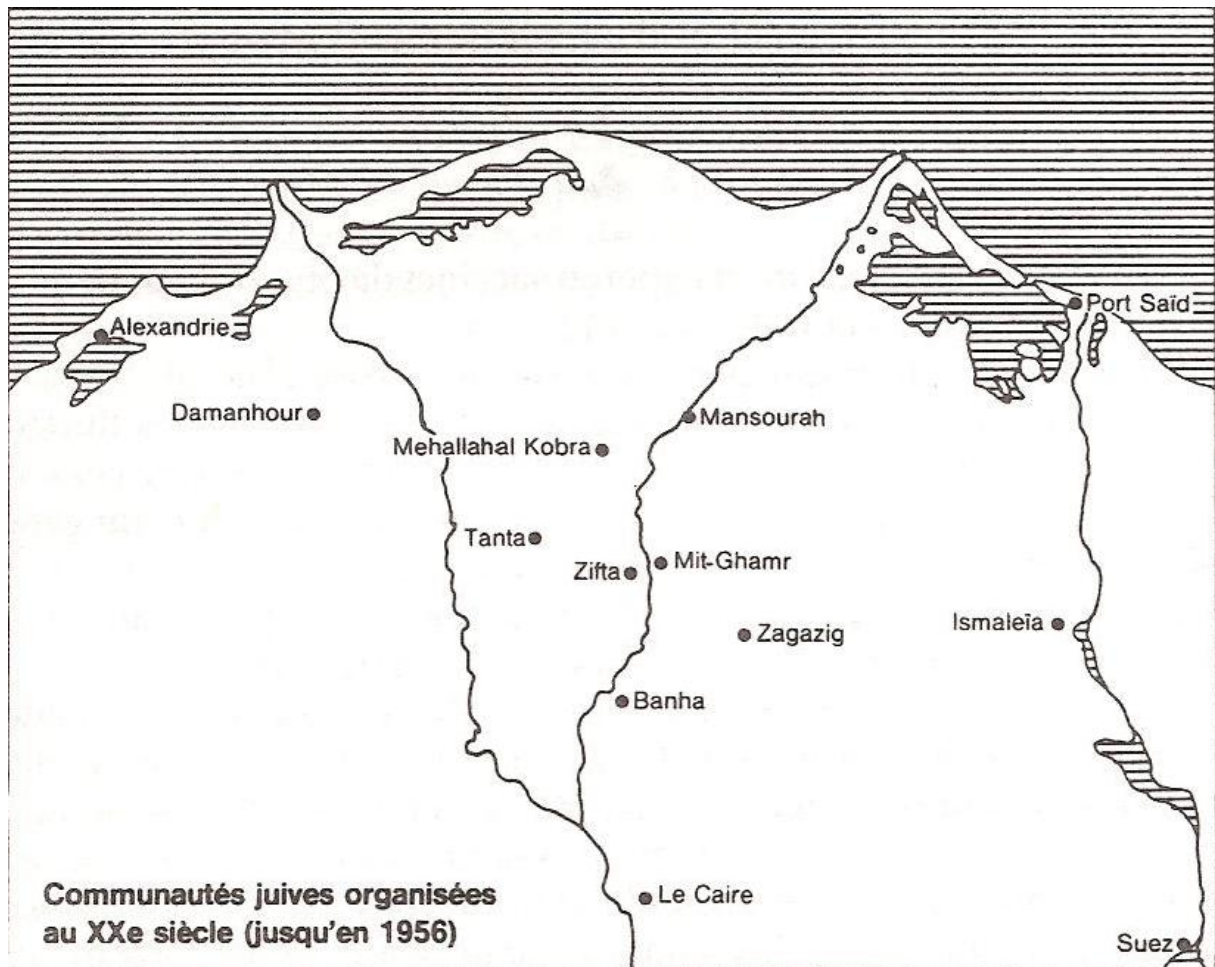 Port Saïd
Alexandrie
Damanhour
Mansourah
Mehallahal Kobra
Tanta
Zifta
Mit-Ghamr
Ismaleïa
Zagazig
Banha
Le Caire
Communautés juives organisées
au XXe siècle (jusqu'en 1956)
Suez